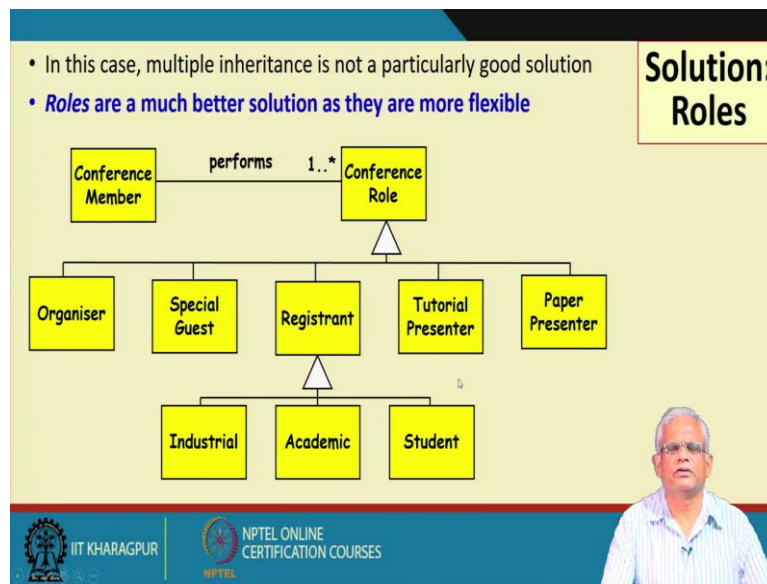 • In this case, multiple inheritance is not a particularly good solution
• Roles are a much better solution as they are more flexible
Solution:
Roles
Conference
Member
performs
1..*
Conference
Role
Organiser
Special
Guest
Registrant
Tutorial
Presenter
Paper
Presenter
Industrial
Academic
Student
IIT KHARAGPUR
NPTEL
NPTEL ONLINE
CERTIFICATION COURSES